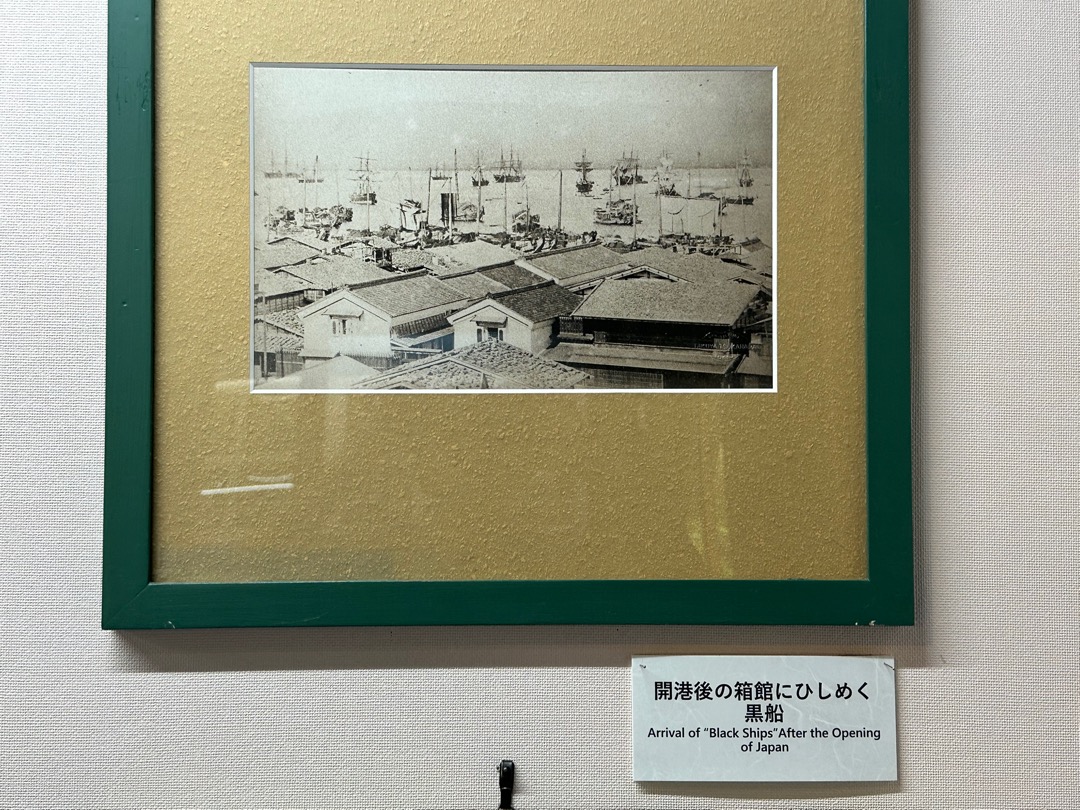 開港後の箱館にひしめく
黒船
Arrival of “Black Ships”After the Opening
of Japan